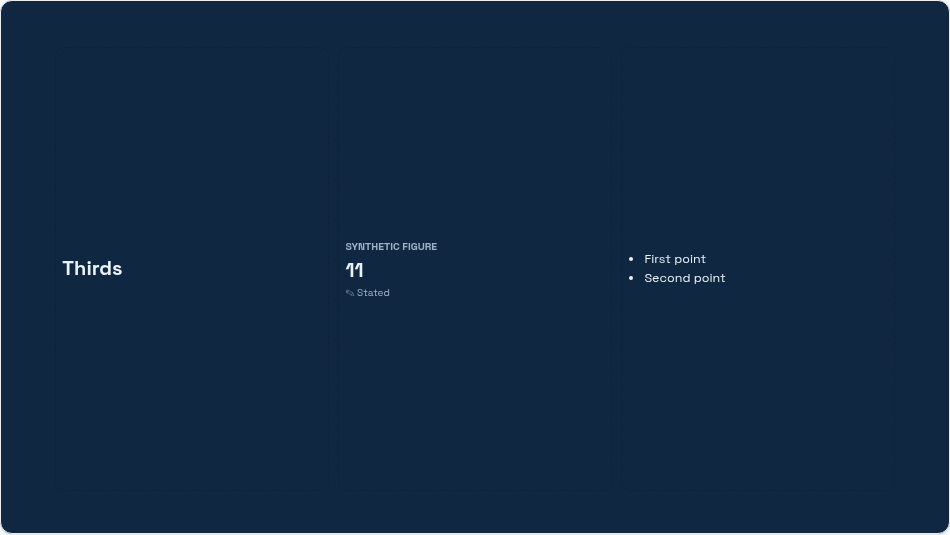 Thirds
SYNTHETIC FIGURE
11
✎ Stated
• First point
• Second point